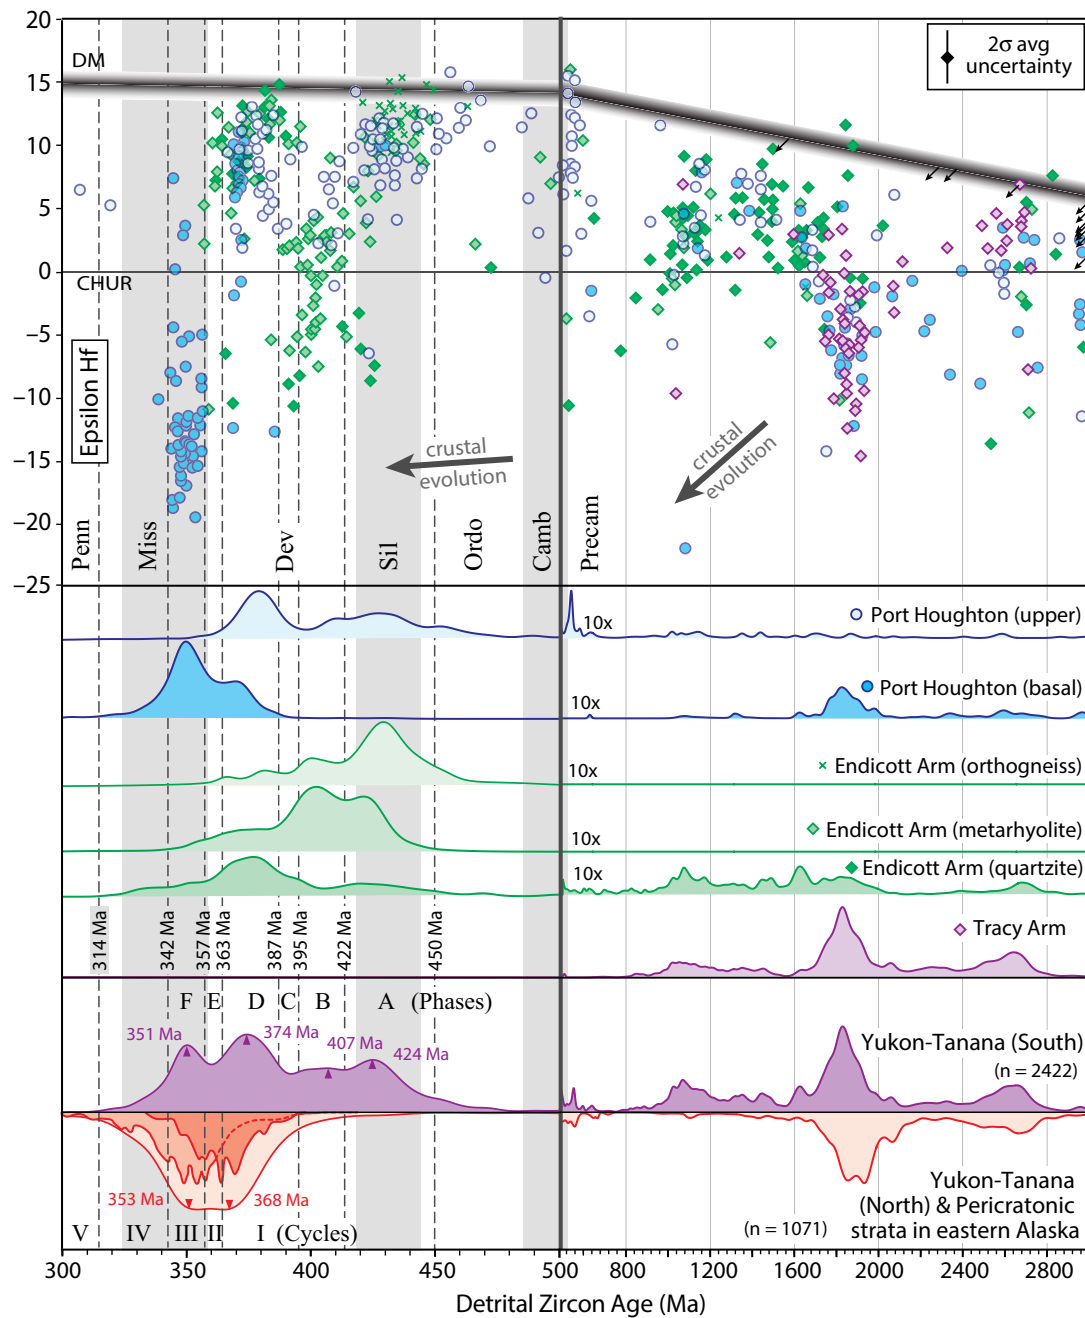 20
15
10
5
0
−5
−10
−15
−20
−25
DM
CHUR
Epsilon Hf
2σ avg
uncertainty
crustal
evolution
crustal
evolution
Penn
Miss
Dev
Sil
Ordo
Camb
Precam
10x
Port Houghton (upper)
10x
Port Houghton (basal)
10x
Endicott Arm (orthogneiss)
10x
Endicott Arm (metarhyolite)
10x
Endicott Arm (quartzite)
Tracy Arm
314 Ma
342 Ma
357 Ma
363 Ma
387 Ma
395 Ma
422 Ma
450 Ma
F E D C B A (Phases)
351 Ma
374 Ma
407 Ma
424 Ma
Yukon-Tanana (South)
(n = 2422)
353 Ma
368 Ma
Yukon-Tanana
(North) & Pericratonic
strata in eastern Alaska
(n = 1071)
V IV III II I (Cycles)
300 350 400 450 500 1200 1600 2000 2400 2800
Detrital Zircon Age (Ma)